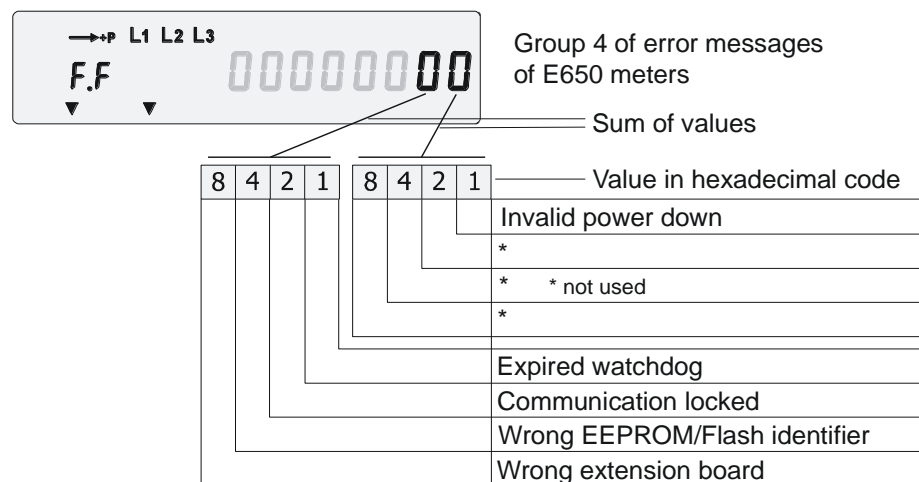 +P L1 L2 L3
F.F 00000000
Group 4 of error messages
of E650 meters
Sum of values
8 4 2 1 8 4 2 1
Value in hexadecimal code
Invalid power down
*
* * not used
*
Expired watchdog
Communication locked
Wrong EEPROM/Flash identifier
Wrong extension board